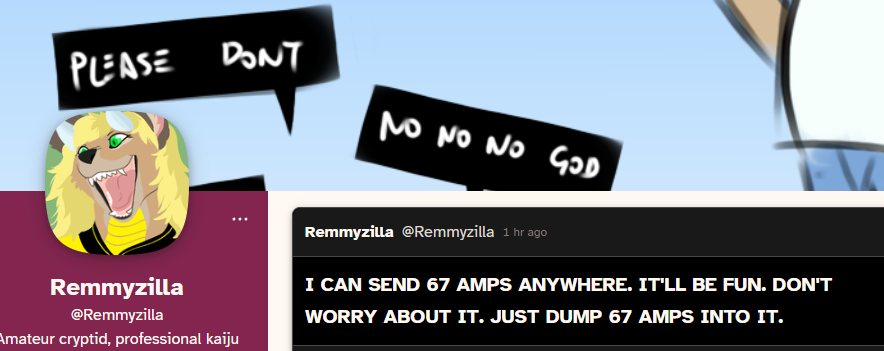 PLEASE DONT
NO NO NO GOD
Remmyzilla
@Remmyzilla
Amateur cryptid, professional kaiju
Remmyzilla @Remmyzilla 1 hr ago
I CAN SEND 67 AMPS ANYWHERE. IT'LL BE FUN. DON'T
WORRY ABOUT IT. JUST DUMP 67 AMPS INTO IT.